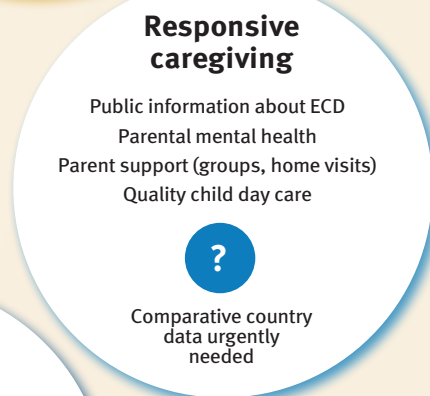 Responsive
caregiving
Public information about ECD
Parental mental health
Parent support (groups, home visits)
Quality child day care
?
Comparative country
data urgently
needed